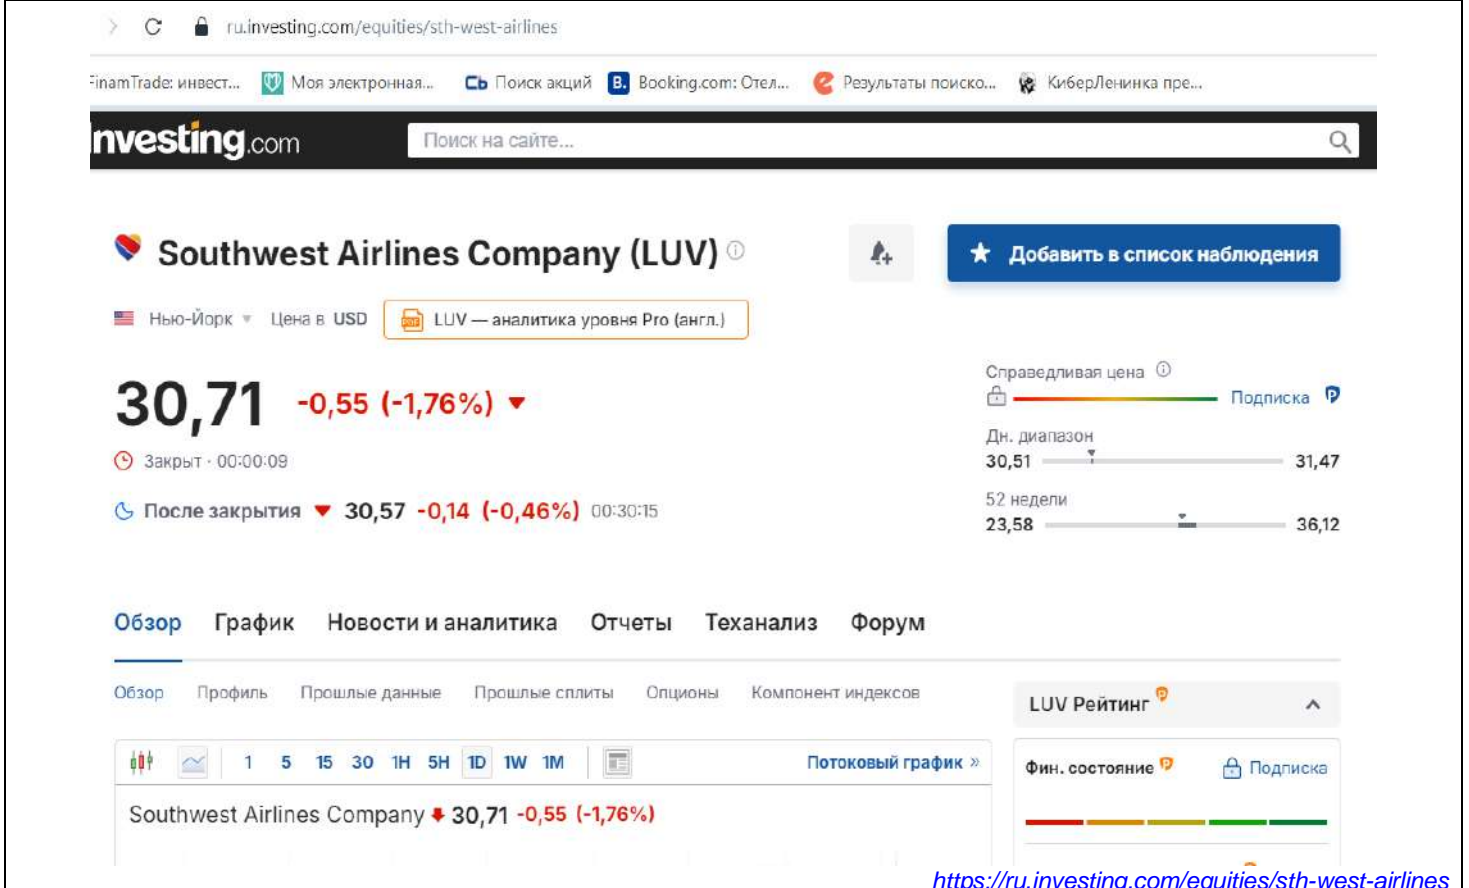 ru.investing.com/equities/sth-west-airlines
FinamTrade: инвест... Моя электронная... Сь Поиск акций B. Booking.com: Отел... Результаты поиско... КиберЛенинка пре...
Investing.com Поиск на сайте...
Southwest Airlines Company (LUV) Добавить в список наблюдения
Нью-Йорк Цена в USD LUV — аналитика уровня Pro (англ.)
30,71 -0,55 (-1,76%)
Справедливая цена
Подписка
Закрыт · 00:00:09
Дн. диапазон
30,51 31,47
После закрытия 30,57 -0,14 (-0,46%) 00:30:15
52 недели
23,58 36,12
Обзор График Новости и аналитика Отчеты Теханализ Форум
Обзор Профиль Прошлые данные Прошлые сплиты Опционы Компонент индексов
LUV Рейтинг
1 5 15 30 1H 5H 1D 1W 1M Потоковый график »
Фин. состояние Подписка
Southwest Airlines Company 30,71 -0,55 (-1,76%)
https://ru.investing.com/equities/sth-west-airlines